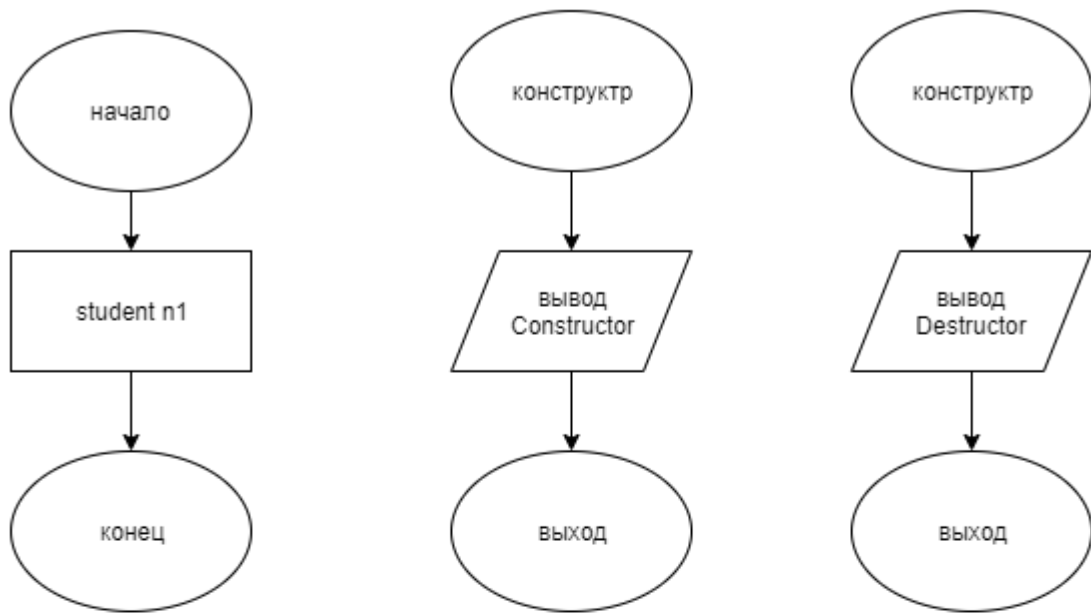 начало
student n1
конец
конструктр
вывод
Constructor
выход
конструктр
вывод
Destructor
выход